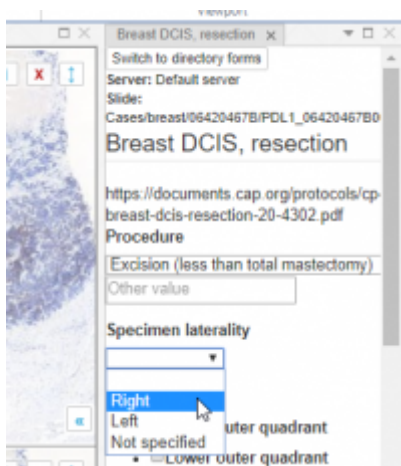 viewport
Breast DCIS, resection x
Switch to directory forms
Server: Default server
Slide:
Cases/breast/06420467B/PDL1_06420467B0
Breast DCIS, resection
https://documents.cap.org/protocols/cp-
breast-dcis-resection-20-4302.pdf
Procedure
Excision (less than total mastectomy)
Other value
Specimen laterality
Right
Left
uter quadrant
Not specified
Lower outer quadrant